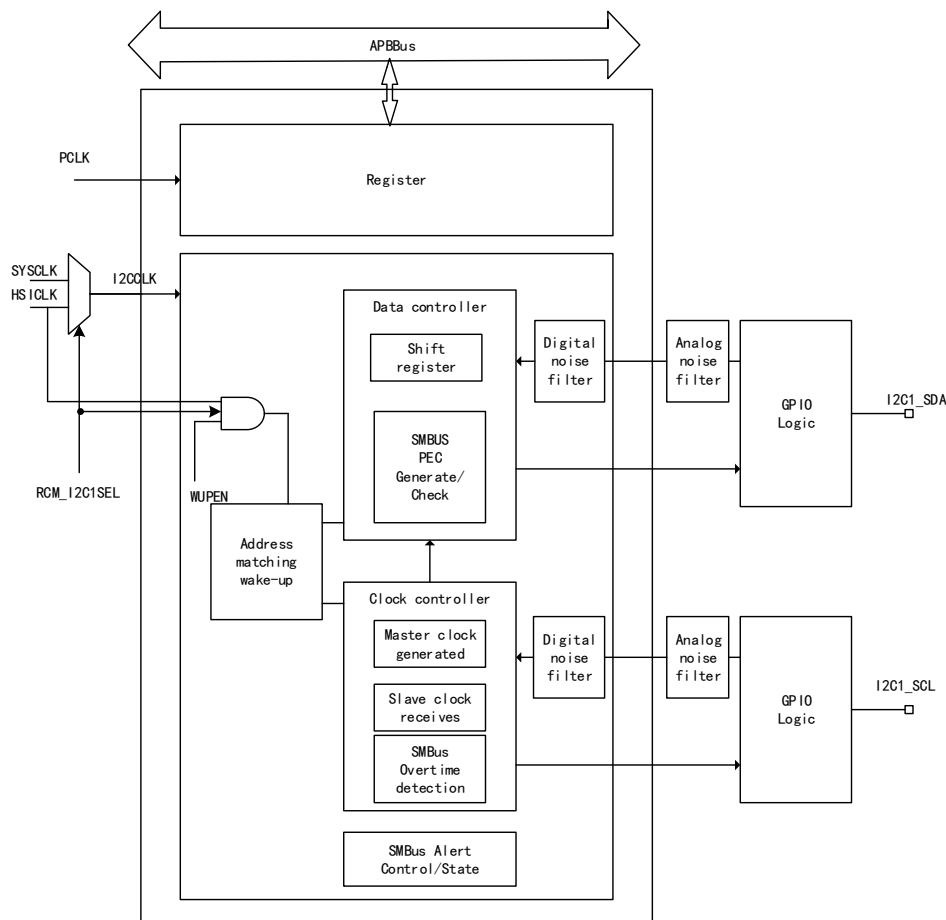 APBBus
PCLK
Register
SYSCLK
HSICLK
I2CCLK
Data controller
Shift
register
Digital
noise
filter
Analog
noise
filter
GPIO
Logic
I2C1_SDA
SMBUS
PEC
Generate/
Check
RCM_I2C1SEL
WUPEN
Address
matching
wake-up
Clock controller
Master clock
generated
Digital
noise
filter
Analog
noise
filter
GPIO
Logic
I2C1_SCL
Slave clock
receives
SMBus
Overtime
detection
SMBus Alert
Control/State